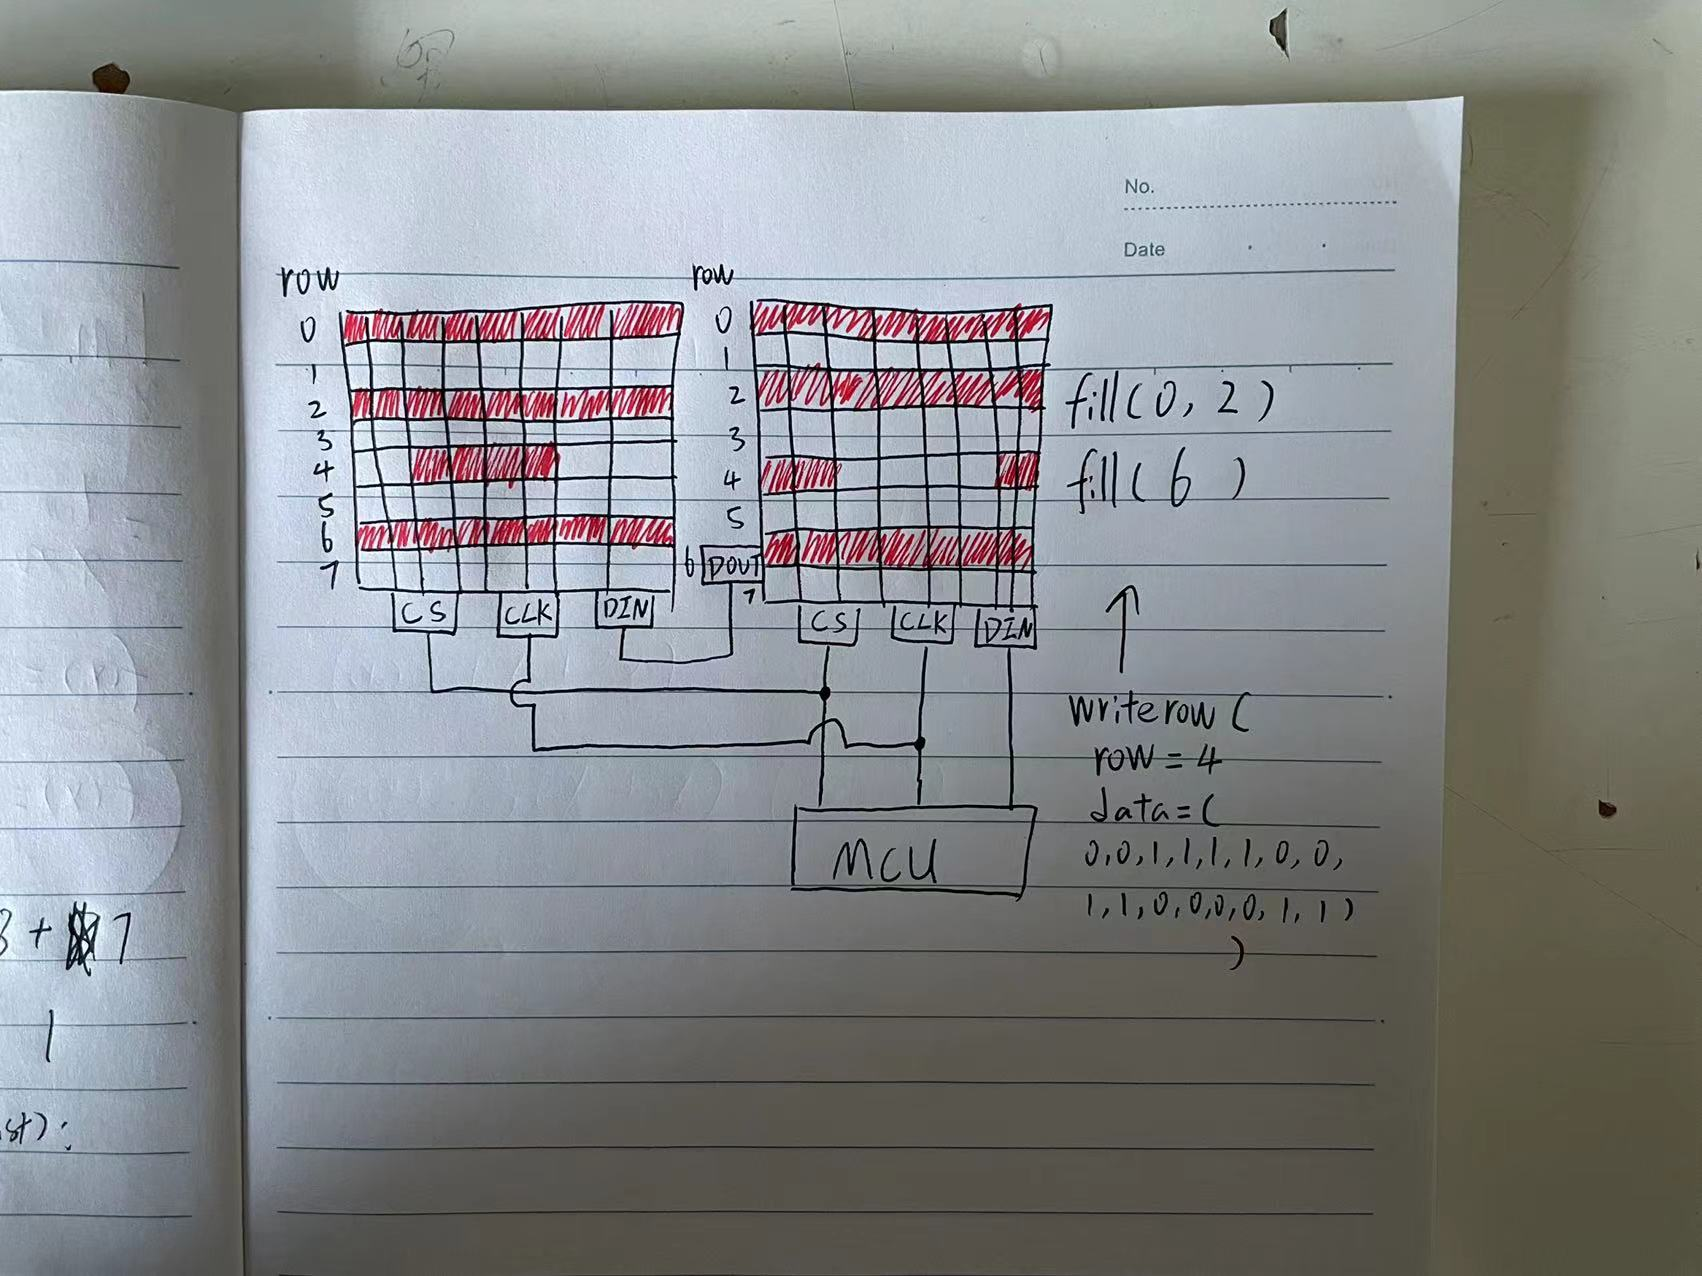 No.
Date
row
0
1
2
3
4
5
6
7
CS CLK DIN
row
0
1
2
3
4
5
6 DOUT
7
CS CLK DIN
MCU
fill(0, 2)
fill(6)
writerow(
row=4
data=(
0,0,1,1,1,1,0,0,
1,1,0,0,0,0,1,1)
)
+ 7
1
st):